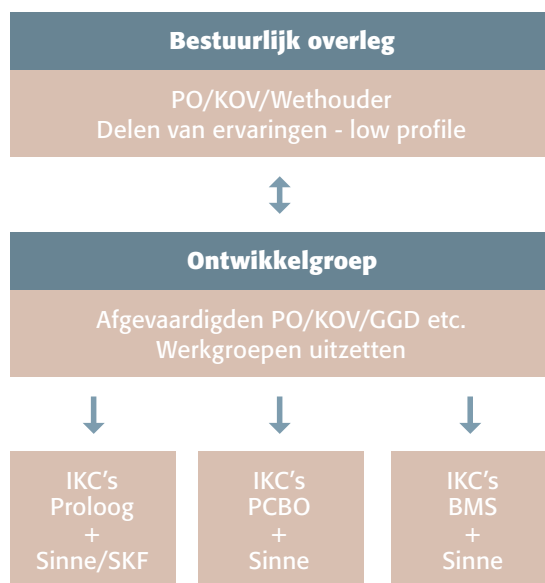 Bestuurlijk overleg
PO/KOV/Wethouder
Delen van ervaringen - low profile
Ontwikkelgroep
Afgevaardigden PO/KOV/GGD etc.
Werkgroepen uitzetten
IKC’s
Proloog
+
Sinne/SKF
IKC’s
PCBO
+
Sinne
IKC’s
BMS
+
Sinne